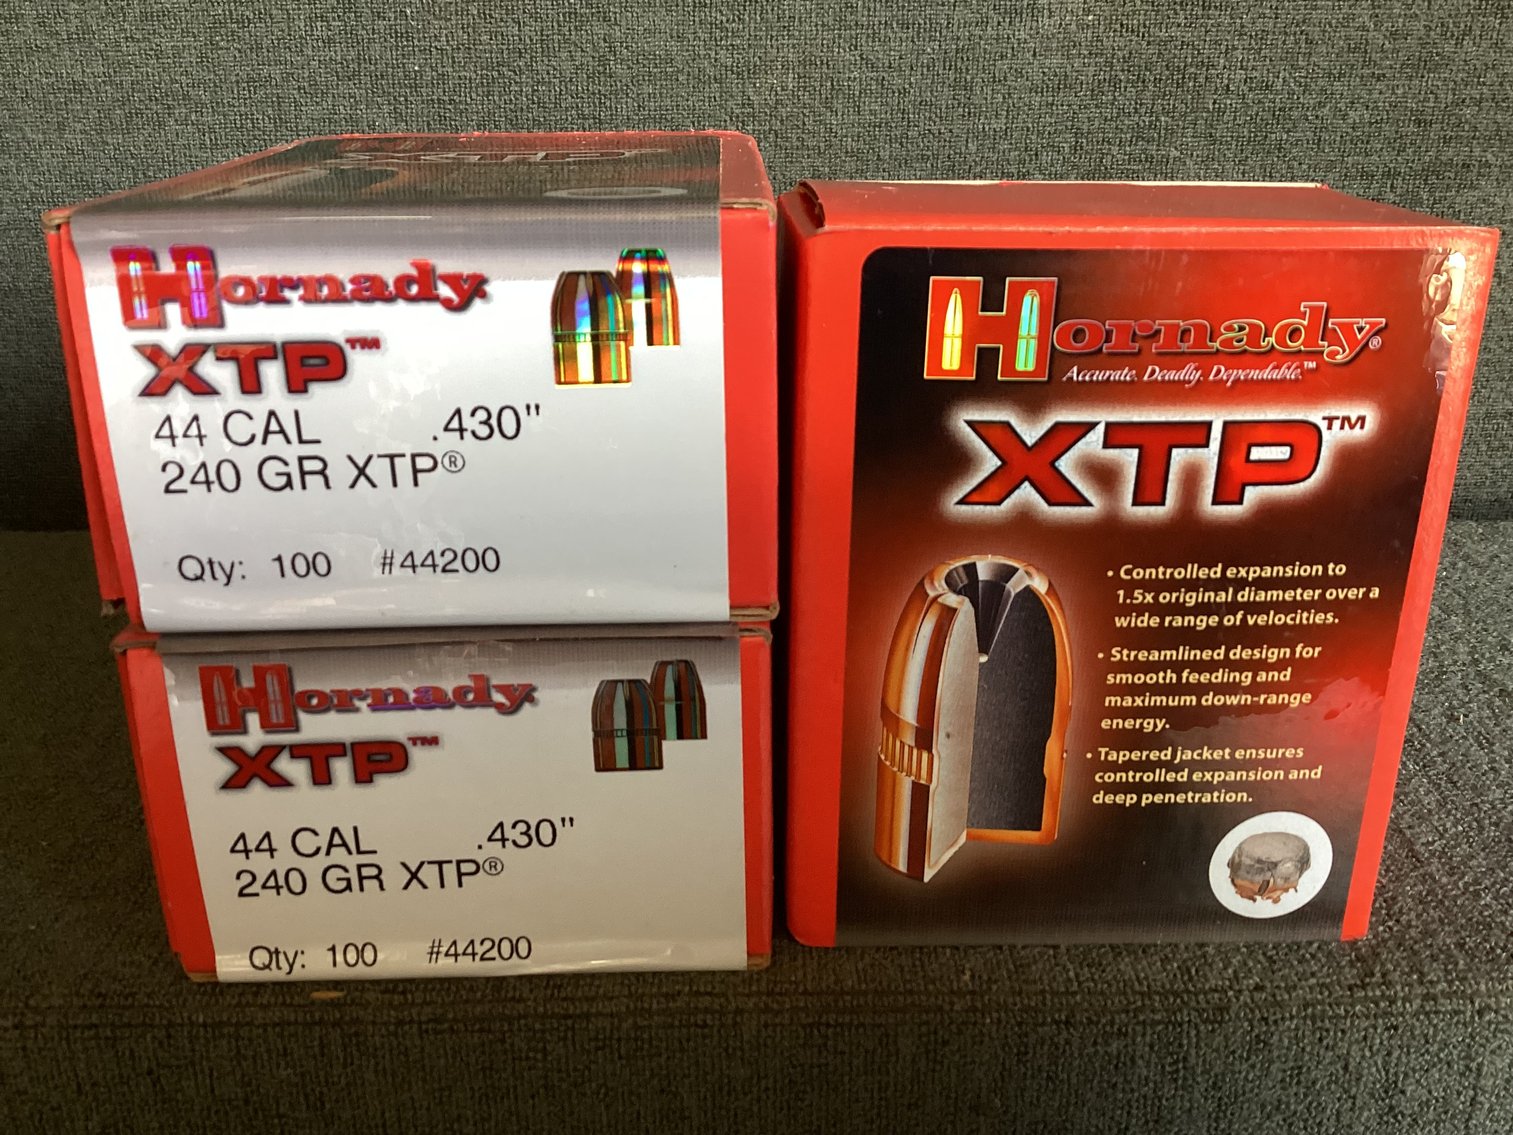 Hornady
XTP™
44 CAL .430"
240 GR XTP®
Qty: 100 #44200
Hornady
XTP™
44 CAL .430"
240 GR XTP®
Qty: 100 #44200
Hornady®
Accurate. Deadly. Dependable.™
XTP™
• Controlled expansion to
1.5x original diameter over a
wide range of velocities.
• Streamlined design for
smooth feeding and
maximum down-range
energy.
• Tapered jacket ensures
controlled expansion and
deep penetration.